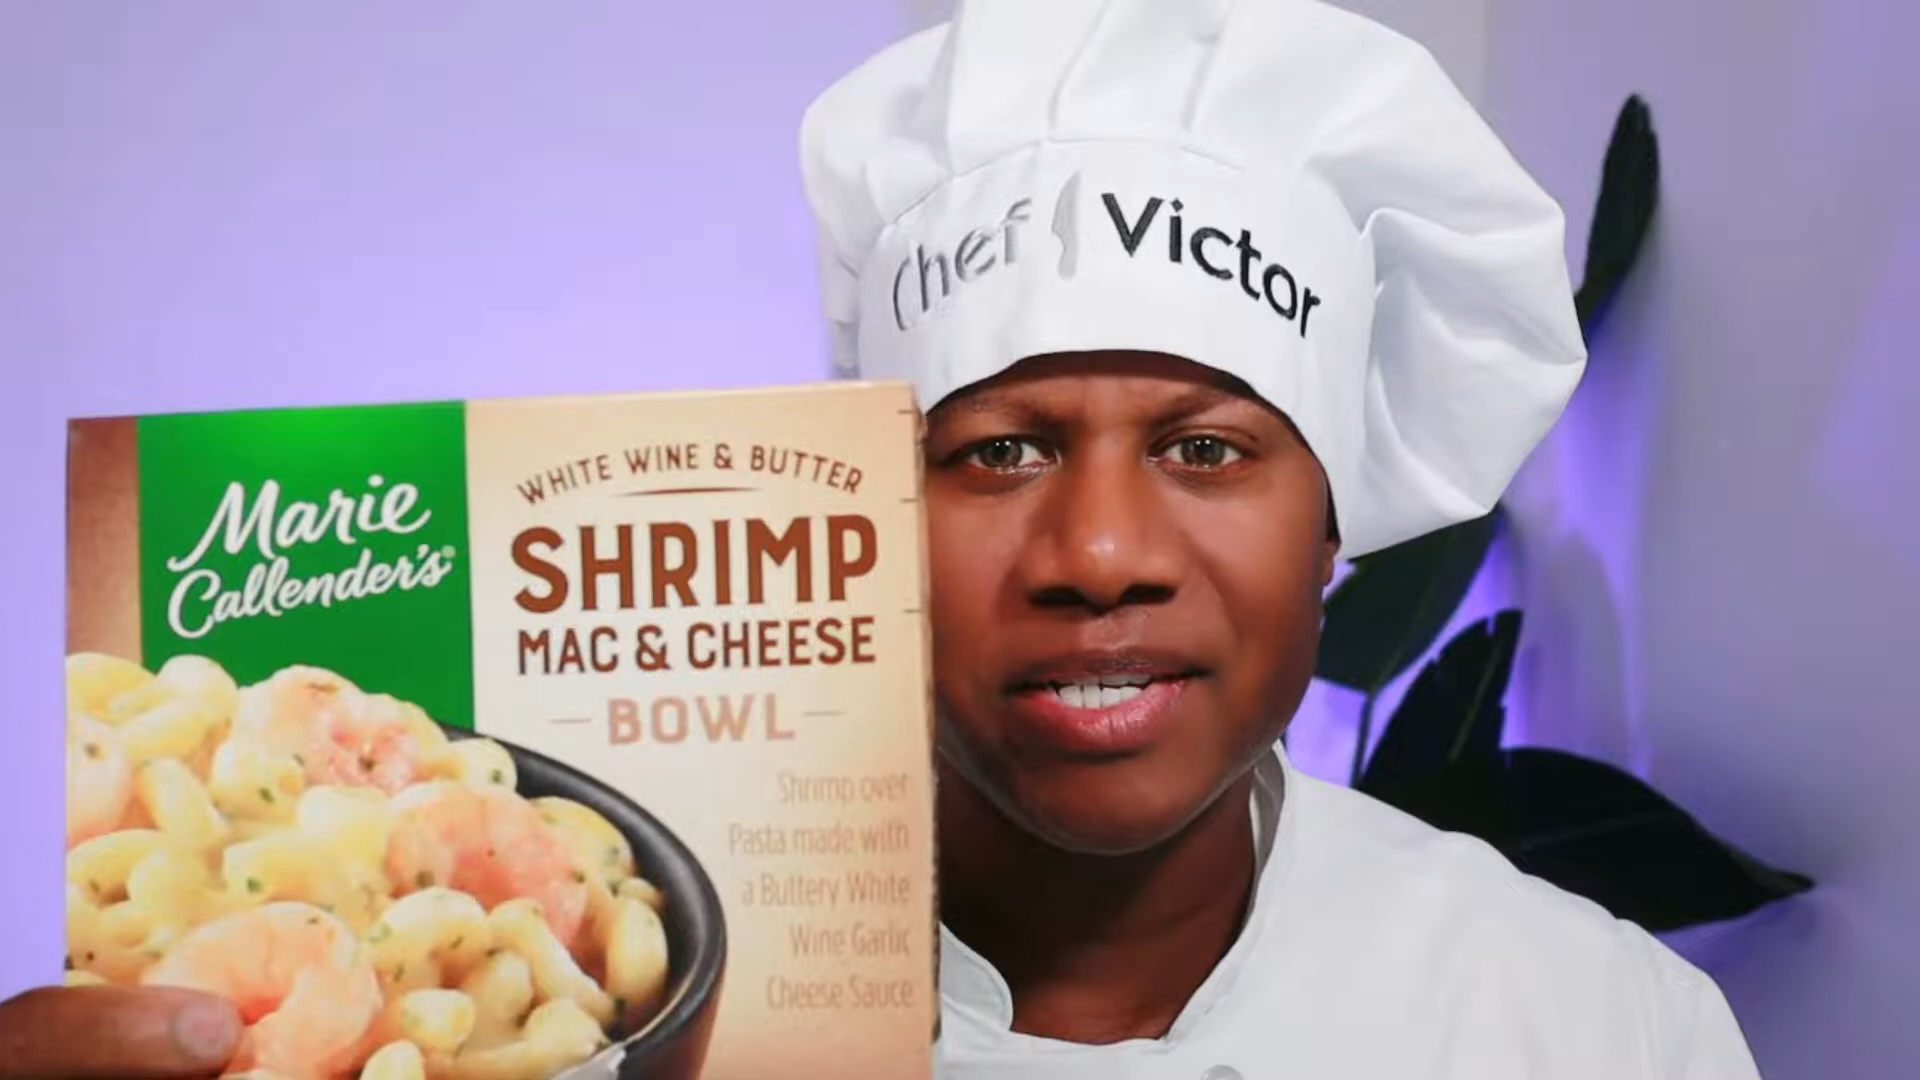 Chef Victor
Marie
Callender's®
WHITE WINE & BUTTER
SHRIMP
MAC & CHEESE
BOWL
Shrimp over
Pasta made with
a Buttery White
Wine Garlic
Cheese Sauce